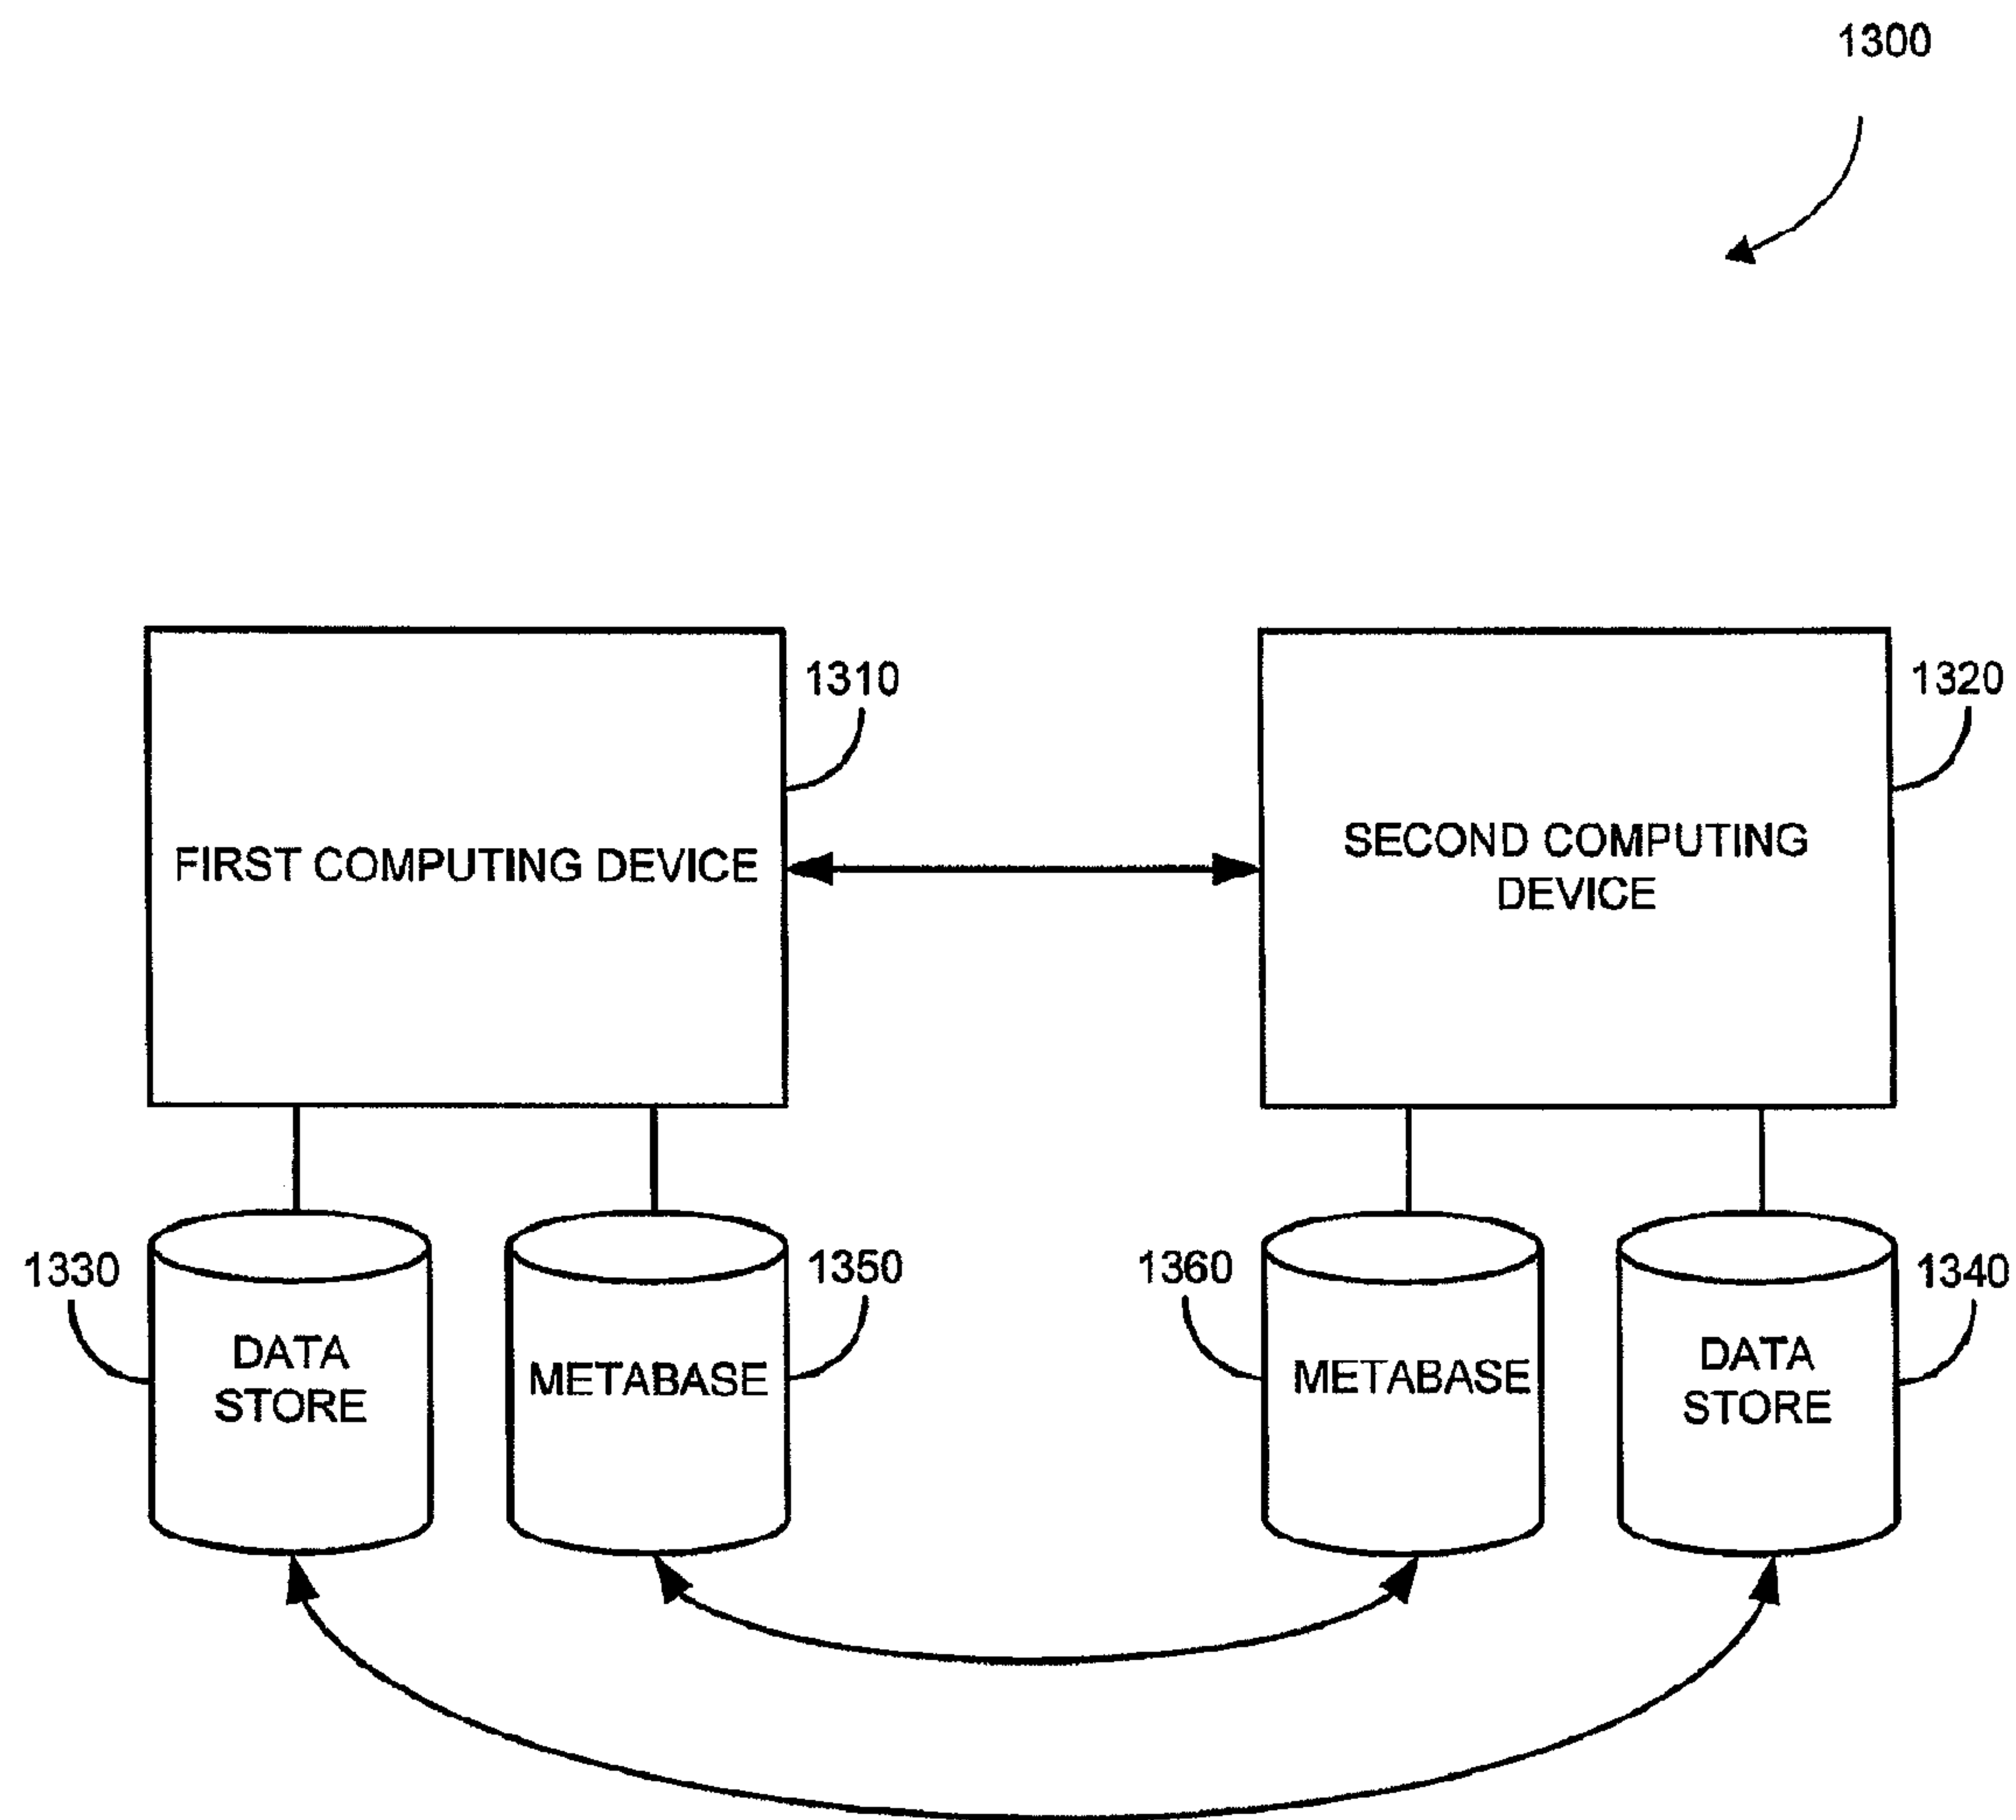 1300
1310
1320
FIRST COMPUTING DEVICE
SECOND COMPUTING
DEVICE
1330
1350
1360
1340
DATA
STORE
METABASE
METABASE
DATA
STORE